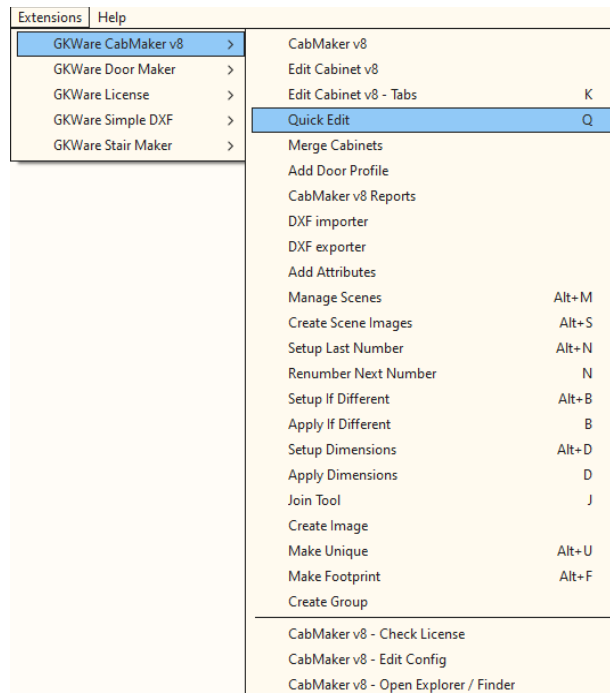 Extensions Help
GKWare CabMaker v8 >
GKWare Door Maker >
GKWare License >
GKWare Simple DXF >
GKWare Stair Maker >
CabMaker v8
Edit Cabinet v8
Edit Cabinet v8 - Tabs K
Quick Edit Q
Merge Cabinets
Add Door Profile
CabMaker v8 Reports
DXF importer
DXF exporter
Add Attributes
Manage Scenes Alt+M
Create Scene Images Alt+S
Setup Last Number Alt+N
Renumber Next Number N
Setup If Different Alt+B
Apply If Different B
Setup Dimensions Alt+D
Apply Dimensions D
Join Tool J
Create Image
Make Unique Alt+U
Make Footprint Alt+F
Create Group
CabMaker v8 - Check License
CabMaker v8 - Edit Config
CabMaker v8 - Open Explorer / Finder